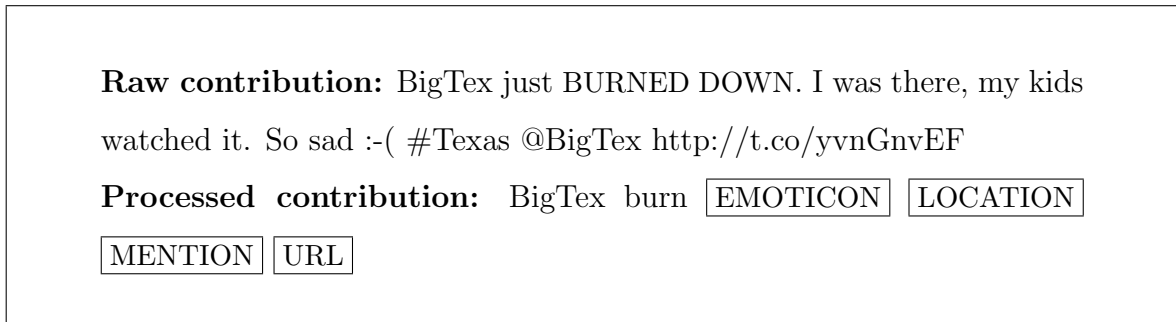 Raw contribution: BigTex just BURNED DOWN. I was there, my kids
watched it. So sad :-( #Texas @BigTex http://t.co/yvnGnvEF
Processed contribution: BigTex burn EMOTICON LOCATION
MENTION URL